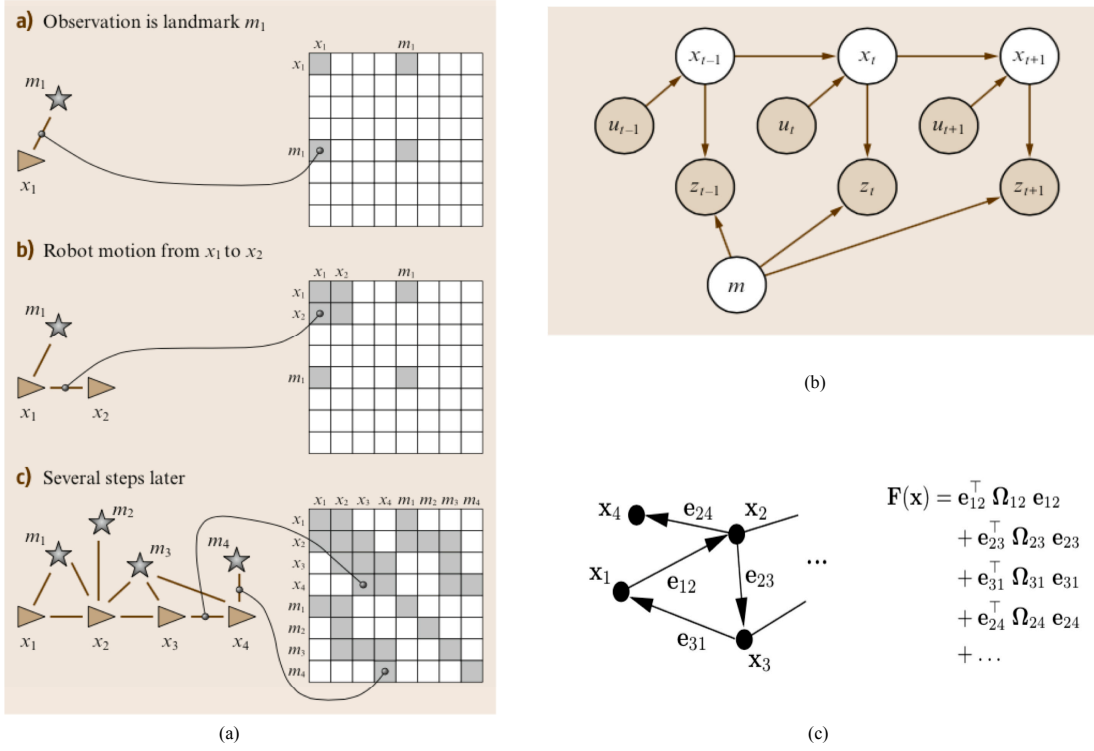 a) Observation is landmark m₁
x₁ m₁
x₁
m₁
m₁
x₁
b) Robot motion from x₁ to x₂
x₁ x₂ m₁
x₁
x₂
m₁
m₁
x₁ x₂
c) Several steps later
x₁ x₂ x₃ x₄ m₁ m₂ m₃ m₄
x₁
x₂
x₃
x₄
m₁
m₂
m₃
m₄
m₂
m₁ m₃ m₄
x₁ x₂ x₃ x₄
(a)
xₜ₋₁ xₜ xₜ₊₁
uₜ₋₁ uₜ uₜ₊₁
zₜ₋₁ zₜ zₜ₊₁
m
(b)
x₄ e₂₄ x₂
x₁ e₁₂ e₂₃ ...
e₃₁ x₃
F(x) = e₁₂ᵀ Ω₁₂ e₁₂
+ e₂₃ᵀ Ω₂₃ e₂₃
+ e₃₁ᵀ Ω₃₁ e₃₁
+ e₂₄ᵀ Ω₂₄ e₂₄
+ ...
(c)